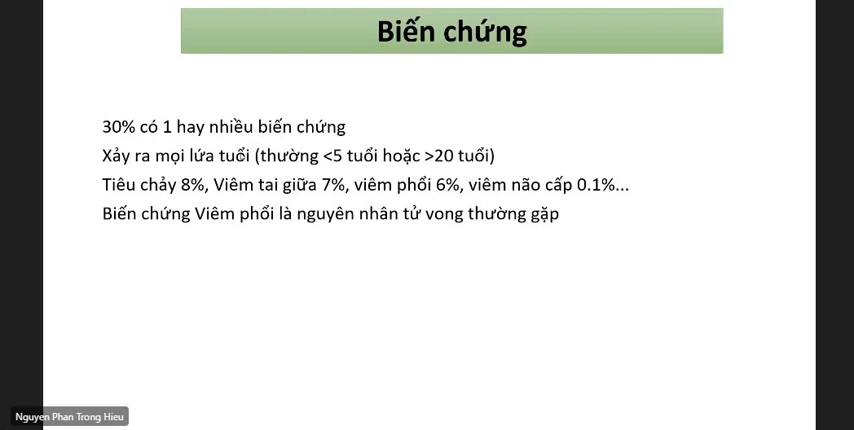 Biến chứng
30% có 1 hay nhiều biến chứng
Xảy ra mọi lứa tuổi (thường <5 tuổi hoặc >20 tuổi)
Tiêu chảy 8%, Viêm tai giữa 7%, viêm phổi 6%, viêm não cấp 0.1%...
Biến chứng Viêm phổi là nguyên nhân tử vong thường gặp
Nguyen Phan Trong Hieu